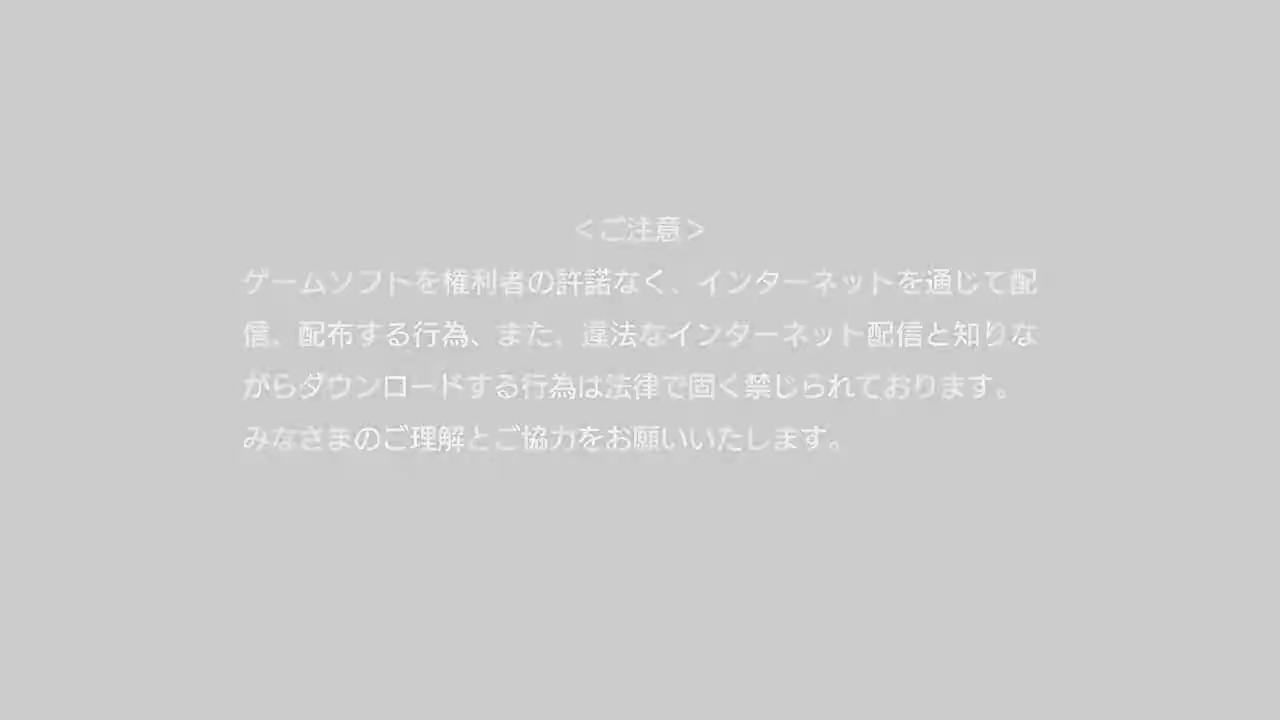 ＜ご注意＞
ゲームソフトを権利者の許諾なく、インターネットを通じて配
信、配布する行為、また、違法なインターネット配信と知りな
がらダウンロードする行為は法律で固く禁じられております。
みなさまのご理解とご協力をお願いいたします。